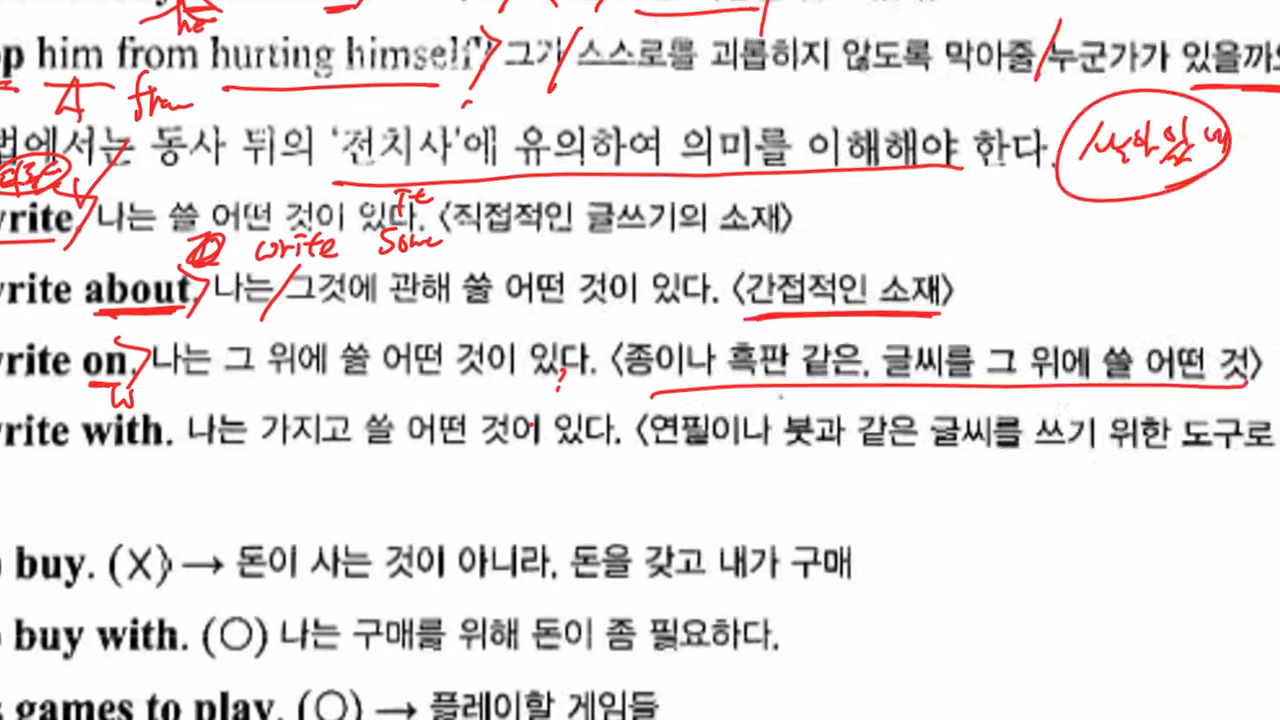 him from hurting himself? 그가 스스로를 괴롭히지 않도록 막아줄 누군가가 있을까
from
법에서는 동사 뒤의 '전치사'에 유의하여 의미를 이해해야 한다.
write. 나는 쓸 어떤 것이 있다. 〈직접적인 글쓰기의 소재〉
write some
write about. 나는 그것에 관해 쓸 어떤 것이 있다. 〈간접적인 소재〉
write on. 나는 그 위에 쓸 어떤 것이 있다. 〈종이나 흑판 같은, 글씨를 그 위에 쓸 어떤 것〉
write with. 나는 가지고 쓸 어떤 것이 있다. 〈연필이나 붓과 같은 글씨를 쓰기 위한 도구로
buy. (X) → 돈이 사는 것이 아니라, 돈을 갖고 내가 구매
buy with. (O) 나는 구매를 위해 돈이 좀 필요하다.
games to play. (O) → 플레이할 게임들